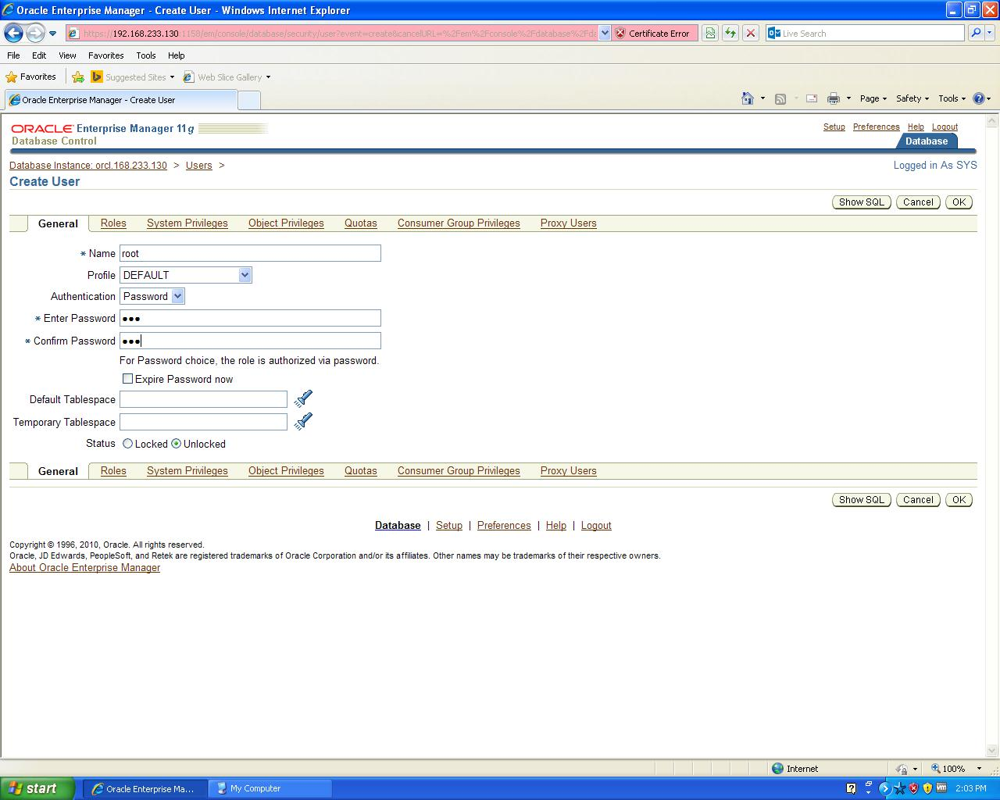 Oracle Enterprise Manager - Create User - Windows Internet Explorer
https://192.168.233.130:1158/em/console/database/security/user?event=create&cancelURL=%2Fem%2Fconsole%2Fdatabase%2Fda Certificate Error Live Search
File Edit View Favorites Tools Help
Favorites Suggested Sites Web Slice Gallery
Oracle Enterprise Manager - Create User Page Safety Tools
ORACLE Enterprise Manager 11g Setup Preferences Help Logout
Database Control Database
Database Instance: orcl.168.233.130 > Users > Logged in As SYS
Create User
Show SQL Cancel OK
General Roles System Privileges Object Privileges Quotas Consumer Group Privileges Proxy Users
* Name root
Profile DEFAULT
Authentication Password
* Enter Password •••
* Confirm Password •••
For Password choice, the role is authorized via password.
Expire Password now
Default Tablespace
Temporary Tablespace
Status Locked Unlocked
General Roles System Privileges Object Privileges Quotas Consumer Group Privileges Proxy Users
Show SQL Cancel OK
Database | Setup | Preferences | Help | Logout
Copyright © 1996, 2010, Oracle. All rights reserved.
Oracle, JD Edwards, PeopleSoft, and Retek are registered trademarks of Oracle Corporation and/or its affiliates. Other names may be trademarks of their respective owners.
About Oracle Enterprise Manager
Internet 100%
start Oracle Enterprise Ma... My Computer 2:03 PM